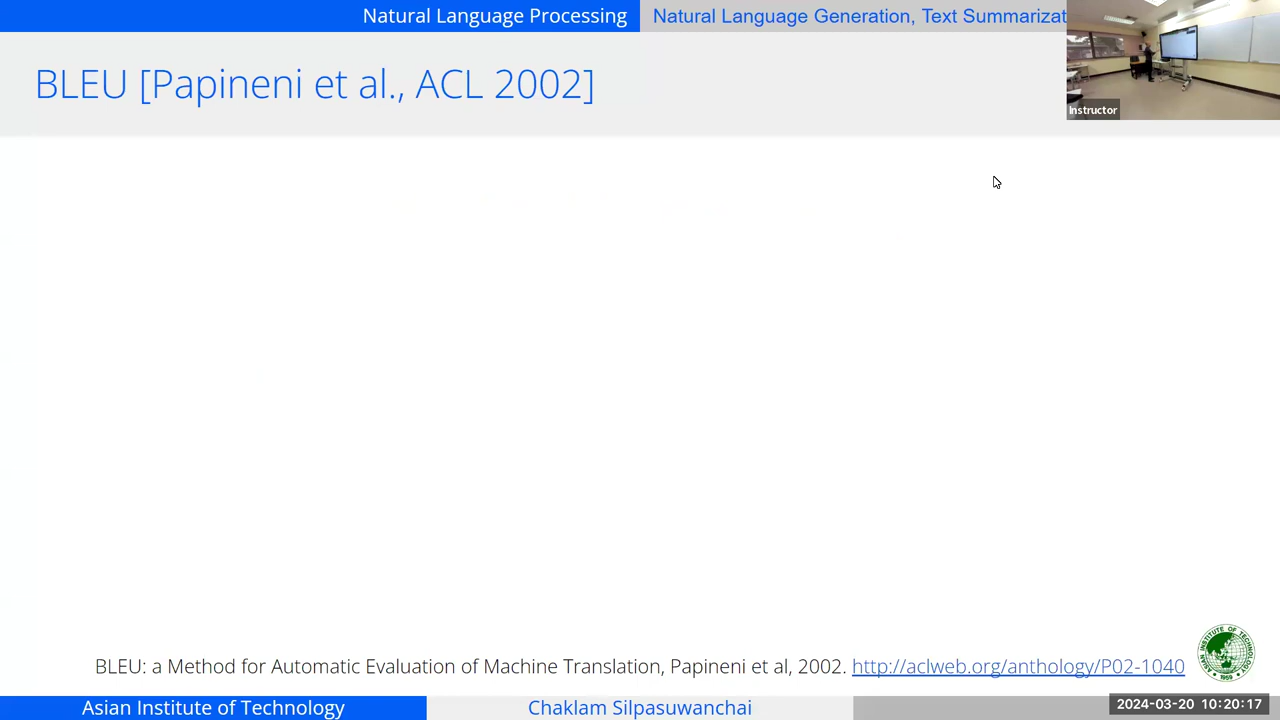 Natural Language Processing
Natural Language Generation, Text Summarizat
BLEU [Papineni et al., ACL 2002]
Instructor
BLEU: a Method for Automatic Evaluation of Machine Translation, Papineni et al, 2002. http://aclweb.org/anthology/P02-1040
Asian Institute of Technology
Chaklam Silpasuwanchai
2024-03-20 10:20:17